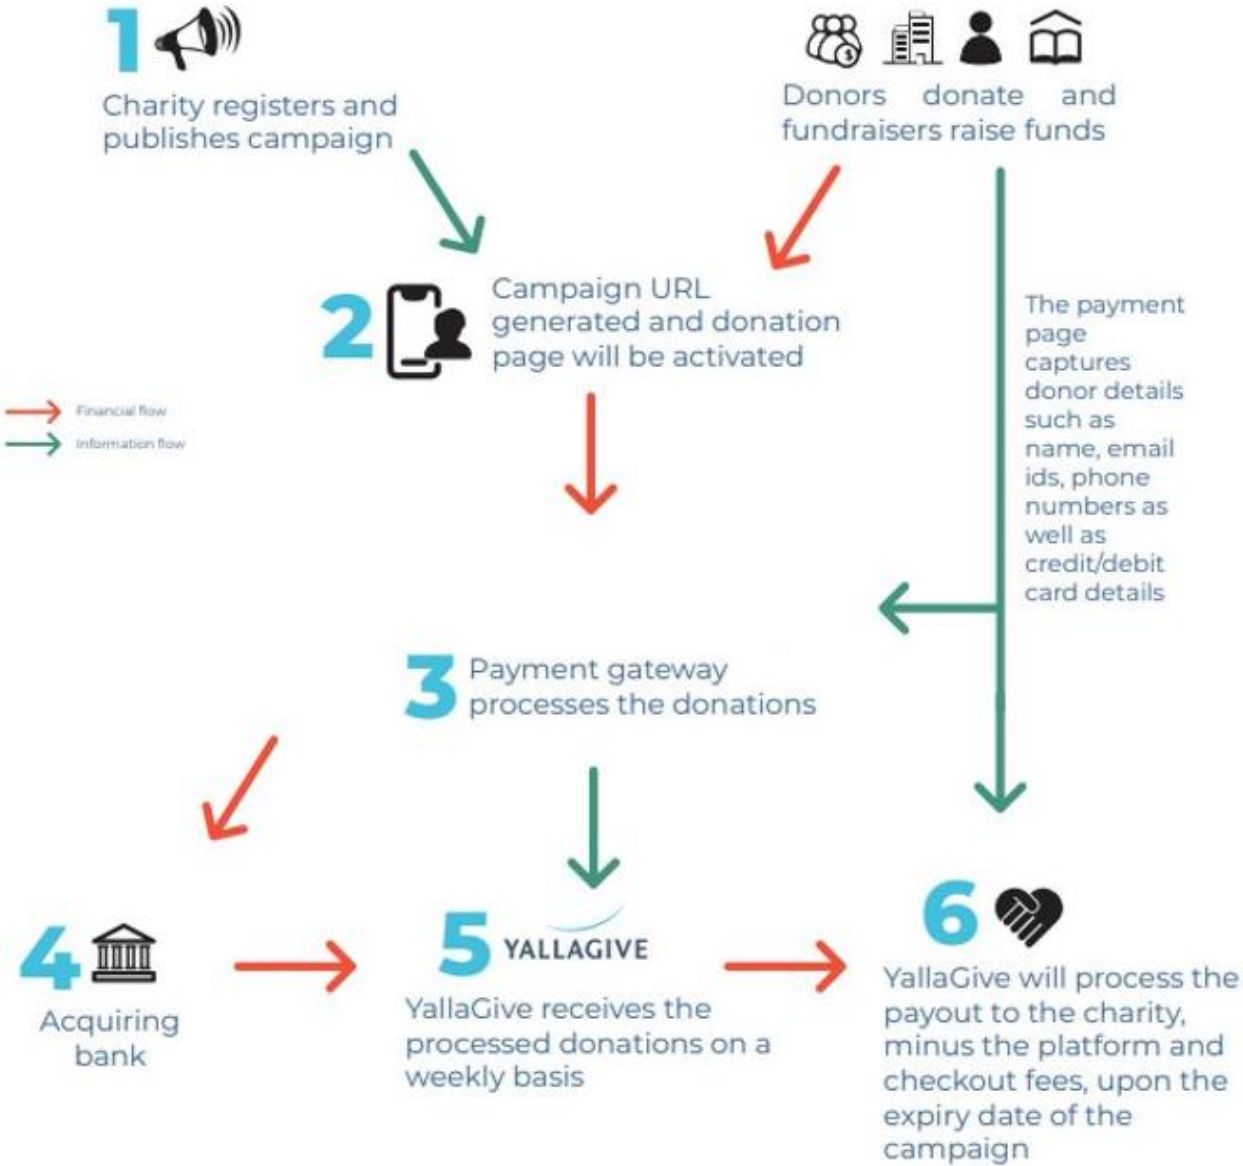 1
Charity registers and
publishes campaign
Donors donate and
fundraisers raise funds
2
Campaign URL
generated and donation
page will be activated
The payment
page
captures
donor details
such as
name, email
ids, phone
numbers as
well as
credit/debit
card details
Financial flow
Information flow
3
Payment gateway
processes the donations
4
Acquiring
bank
5
YALLAGIVE
YallaGive receives the
processed donations on a
weekly basis
6
YallaGive will process the
payout to the charity,
minus the platform and
checkout fees, upon the
expiry date of the
campaign